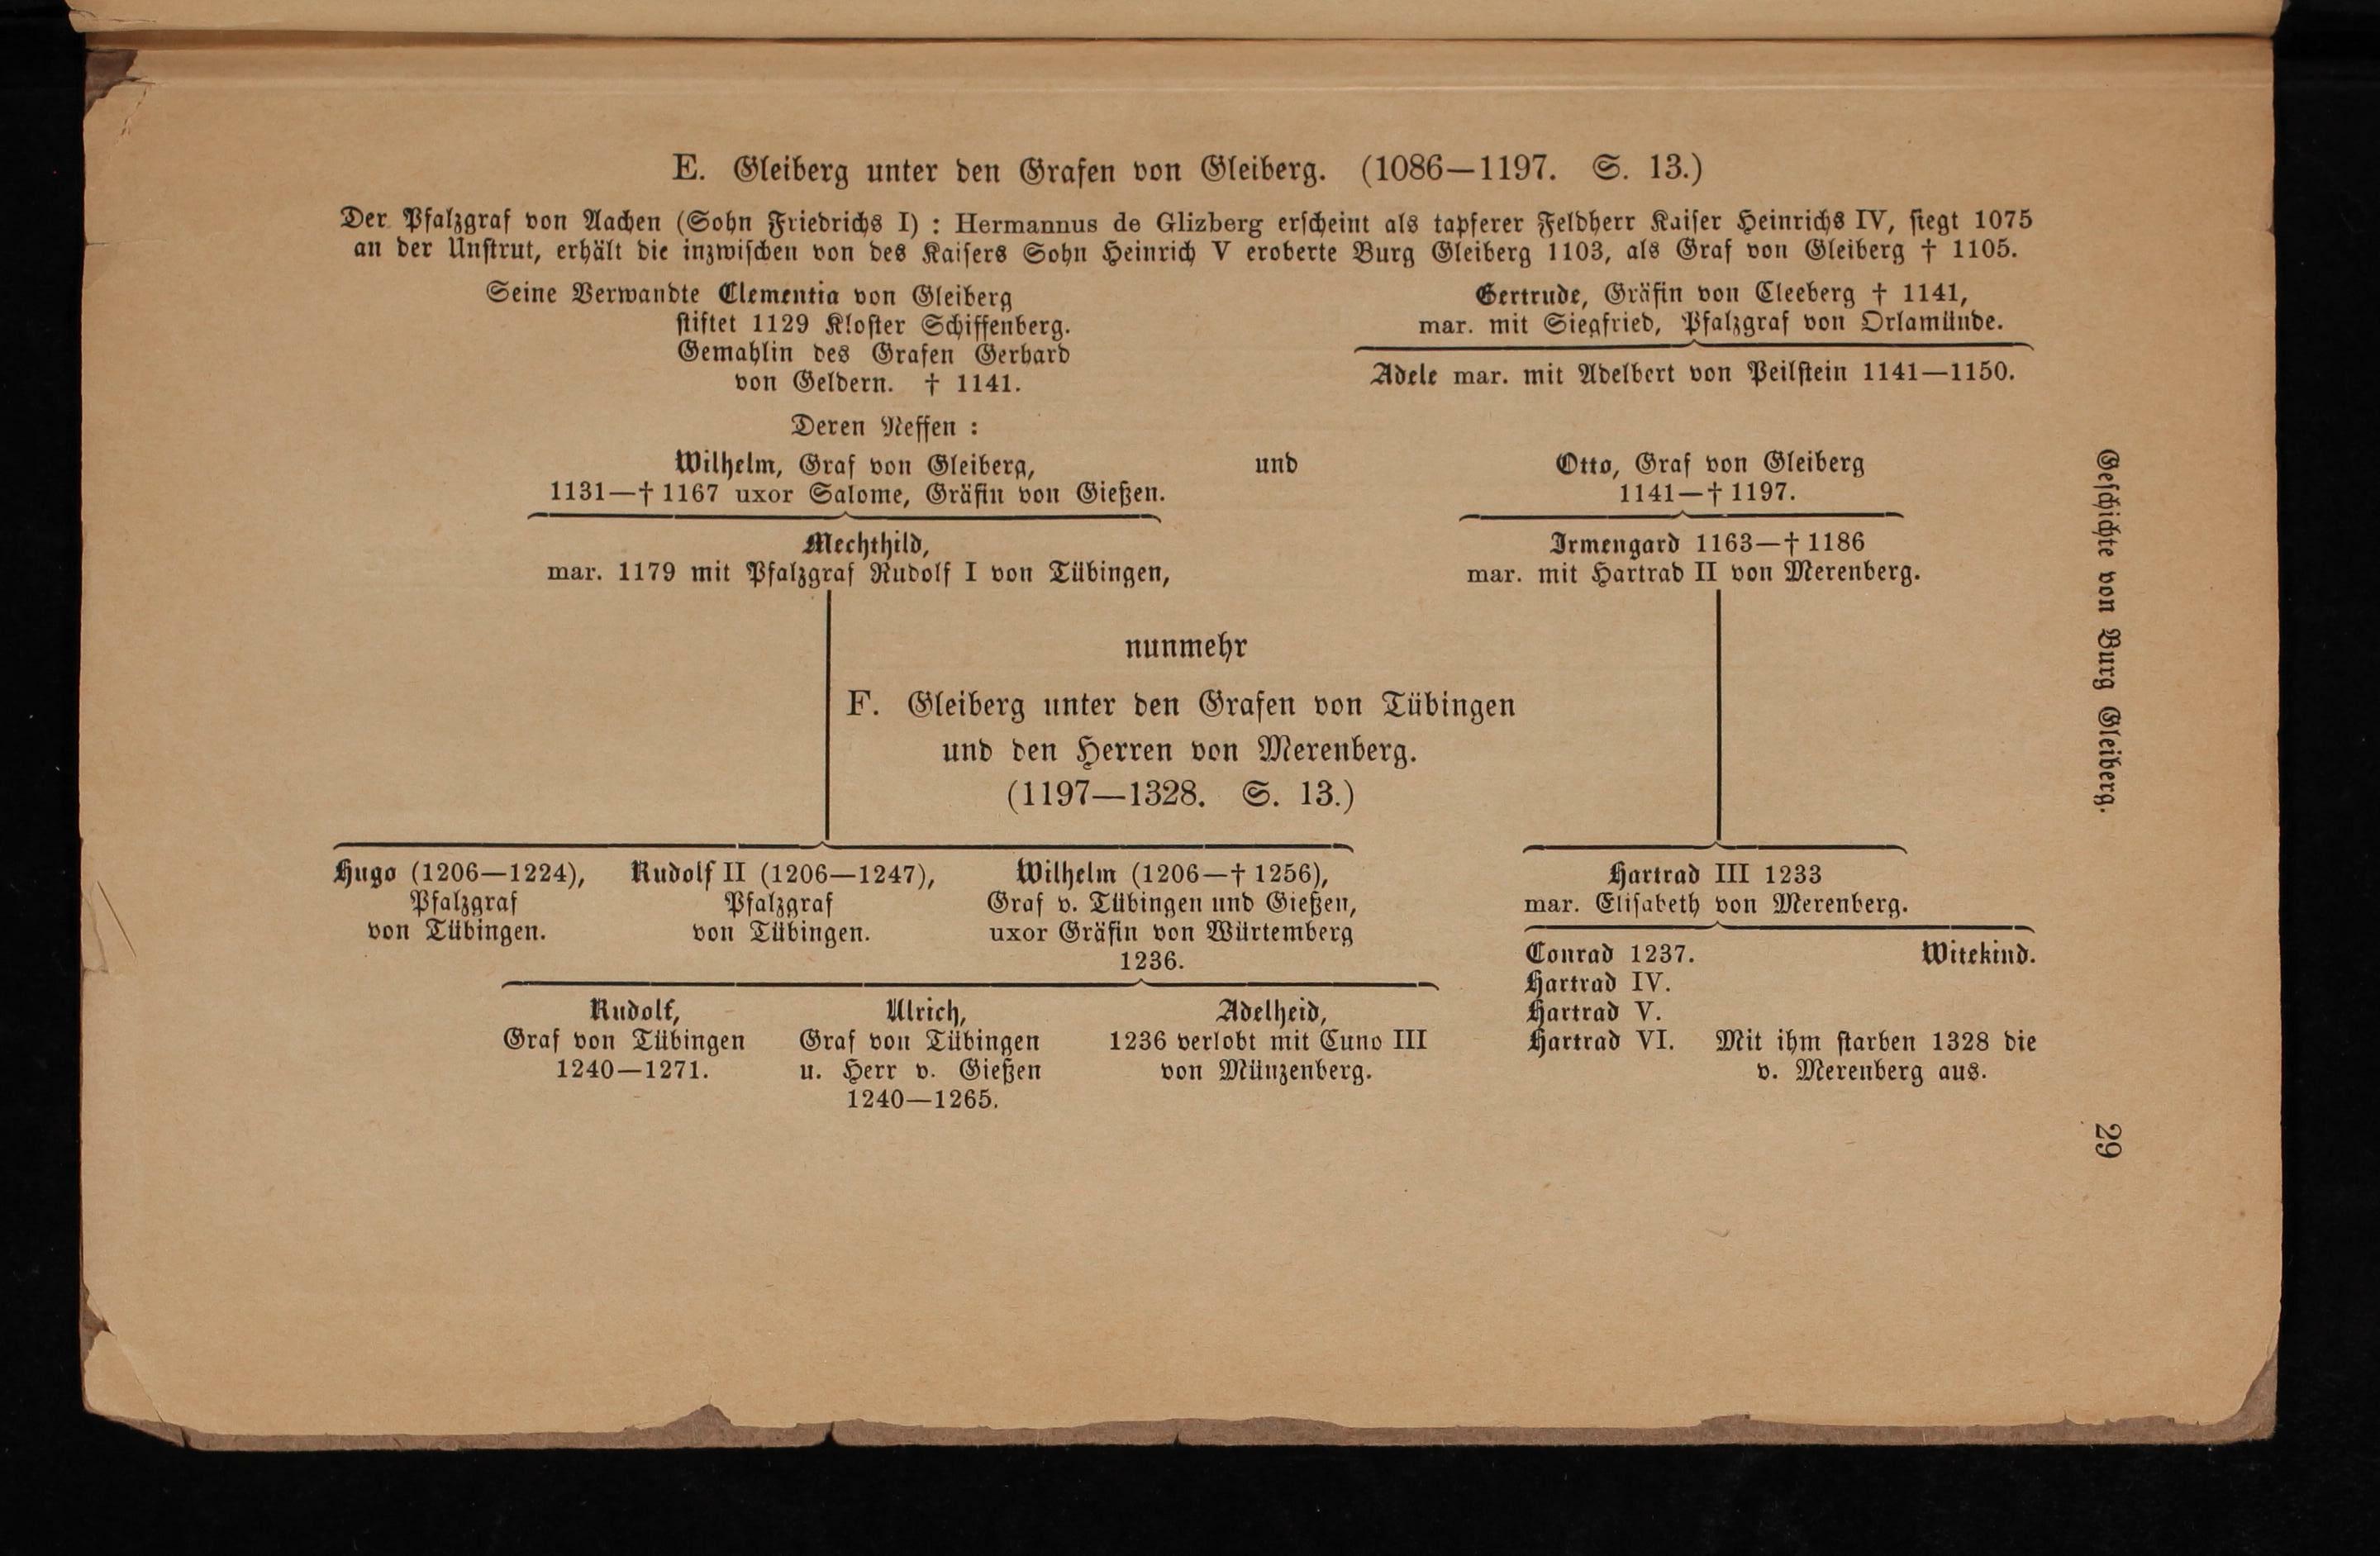 E. Gleiberg unter den Grafen von Gleiberg. (1086—1197. S. 13.)
Der Pfalzgraf von Aachen (Sohn Friedrichs I) : Hermannus de Glizberg erscheint als tapferer Feldherr Kaiser Heinrichs IV, siegt 1075
an der Unstrut, erhält die inzwischen von des Kaisers Sohn Heinrich V eroberte Burg Gleiberg 1103, als Graf von Gleiberg † 1105.
Seine Verwandte Clementia von Gleiberg
stiftet 1129 Kloster Schiffenberg.
Gemahlin des Grafen Gerhard
von Geldern. † 1141.
Gertrude, Gräfin von Cleeberg † 1141,
mar. mit Siegfried, Pfalzgraf von Orlamünde.
Adele mar. mit Adelbert von Peilstein 1141—1150.
Deren Neffen :
Wilhelm, Graf von Gleiberg,
1131—† 1167 uxor Salome, Gräfin von Gießen.
und
Otto, Graf von Gleiberg
1141—† 1197.
Mechthild,
mar. 1179 mit Pfalzgraf Rudolf I von Tübingen,
Irmengard 1163—† 1186
mar. mit Hartrad II von Merenberg.
nunmehr
F. Gleiberg unter den Grafen von Tübingen
und den Herren von Merenberg.
(1197—1328. S. 13.)
Hugo (1206—1224),
Pfalzgraf
von Tübingen.
Rudolf II (1206—1247),
Pfalzgraf
von Tübingen.
Wilhelm (1206—† 1256),
Graf v. Tübingen und Gießen,
uxor Gräfin von Würtemberg
1236.
Hartrad III 1233
mar. Elisabeth von Merenberg.
Rudolf,
Graf von Tübingen
1240—1271.
Ulrich,
Graf von Tübingen
u. Herr v. Gießen
1240—1265.
Adelheid,
1236 verlobt mit Cuno III
von Münzenberg.
Conrad 1237. Witekind.
Hartrad IV.
Hartrad V.
Hartrad VI. Mit ihm starben 1328 die
v. Merenberg aus.
Geschichte von Burg Gleiberg.
29